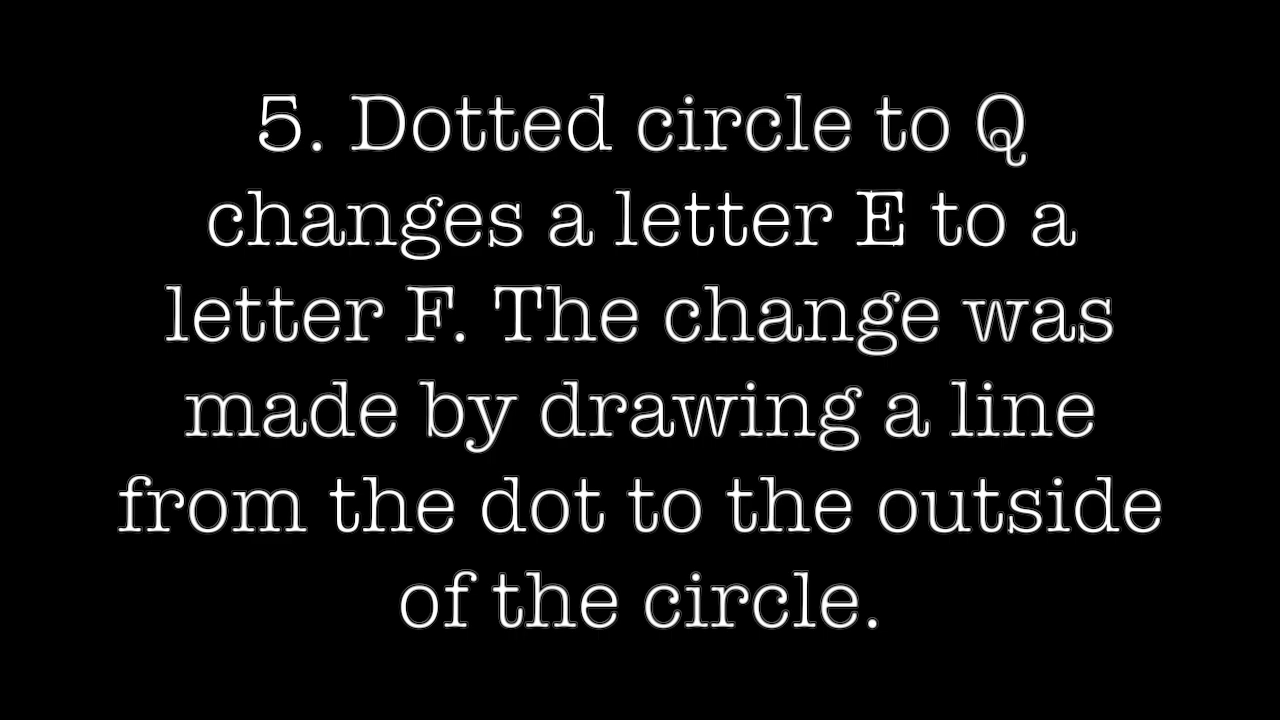 5. Dotted circle to Q
changes a letter E to a
letter F. The change was
made by drawing a line
from the dot to the outside
of the circle.